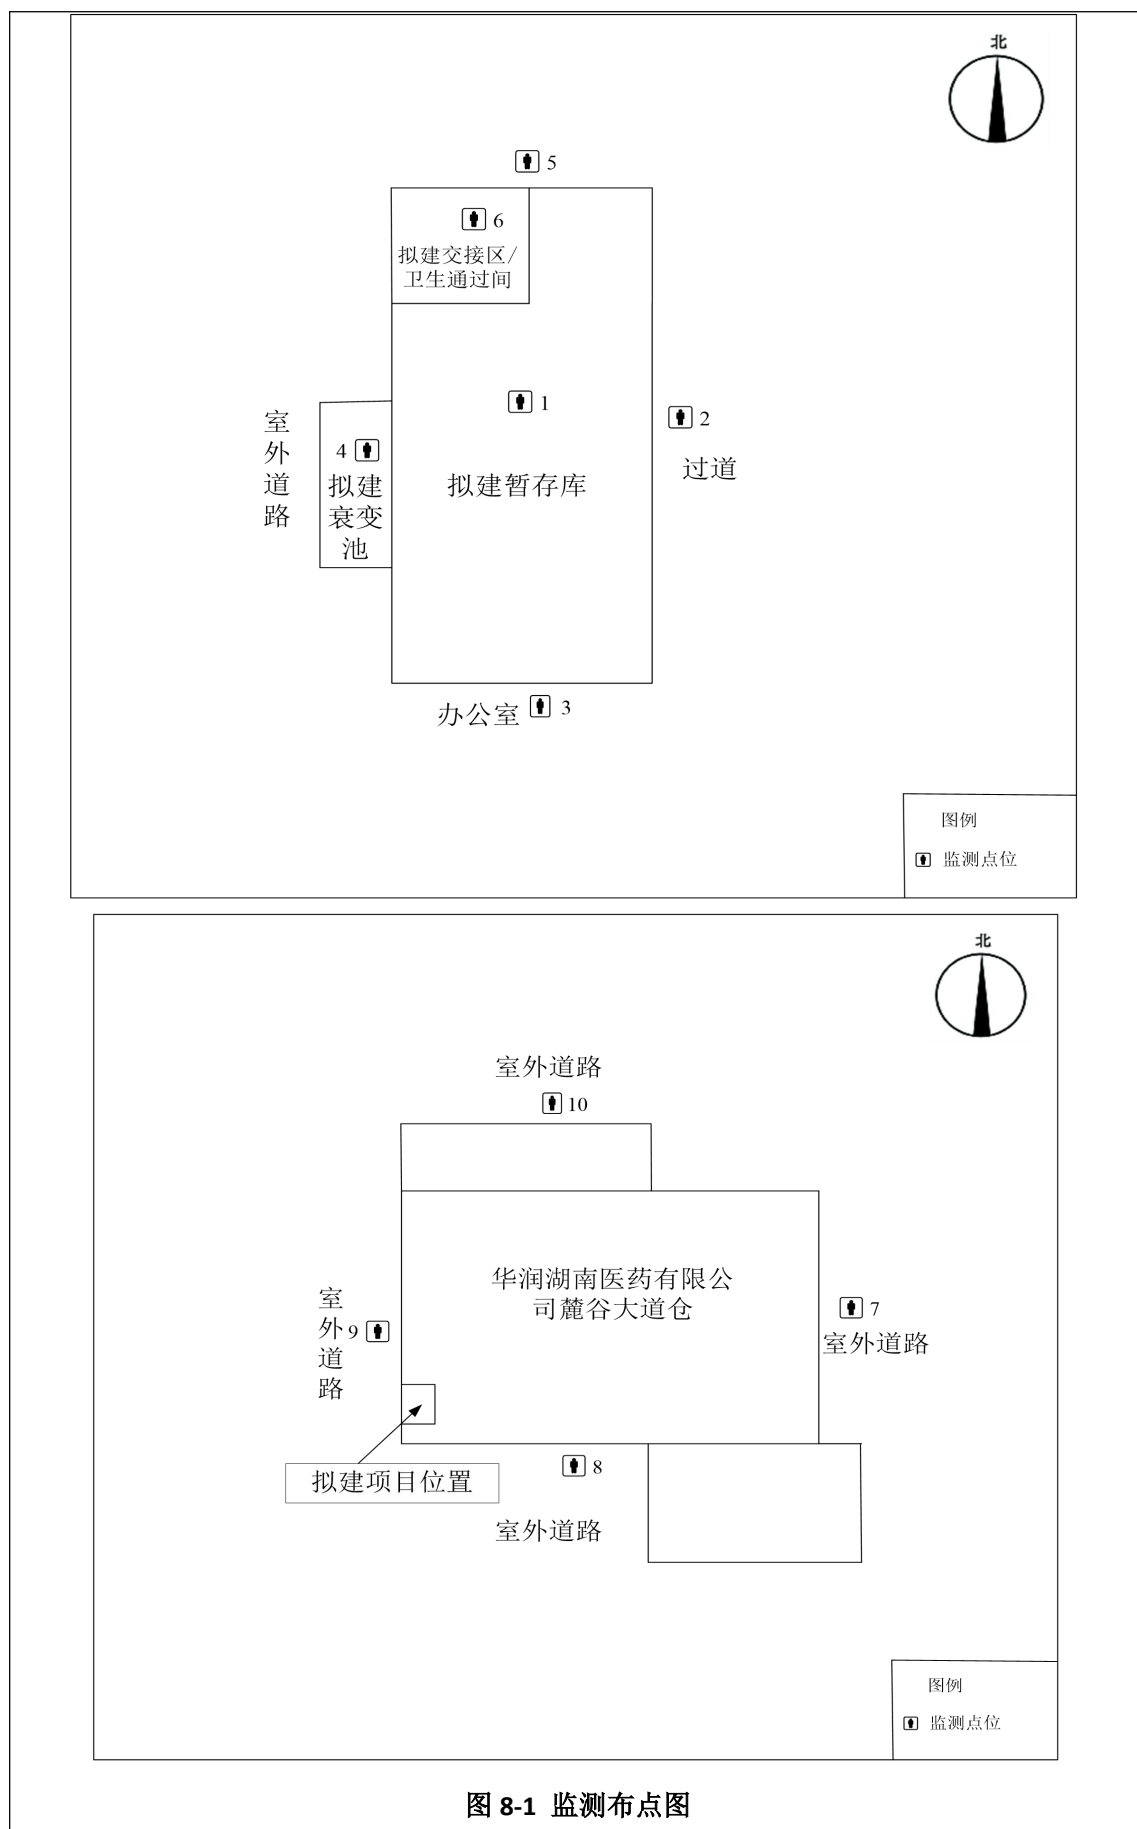 北
5
6
拟建交接区/
卫生通过间
1
2
过道
室外道路
4
拟建
衰变
池
拟建暂存库
办公室
3
图例
监测点位
北
室外道路
10
华润湖南医药有限公
司麓谷大道仓
7
室外道路
室外道路
9
8
拟建项目位置
室外道路
图例
监测点位
图 8-1 监测布点图